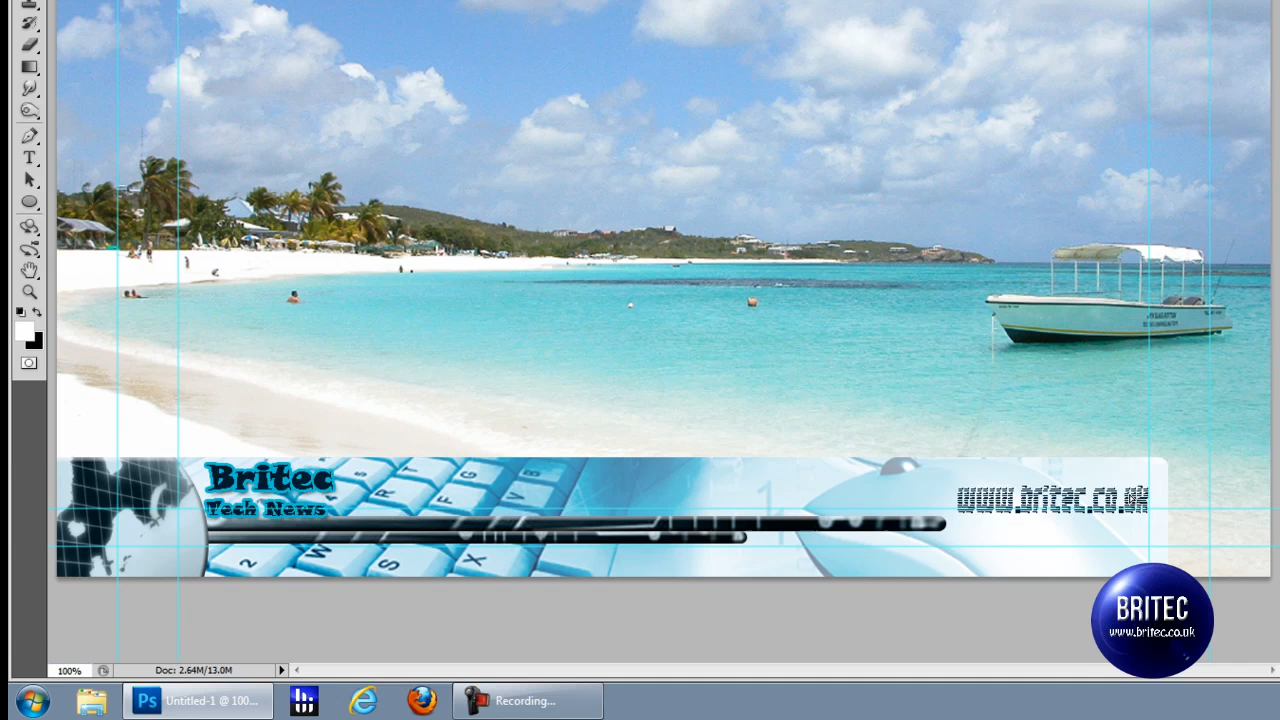 T
Britec
Tech News
www.britec.co.uk
BRITEC
www.britec.co.uk
100%
Doc: 2.64M/13.0M
Ps
Untitled-1 @ 100...
Recording...